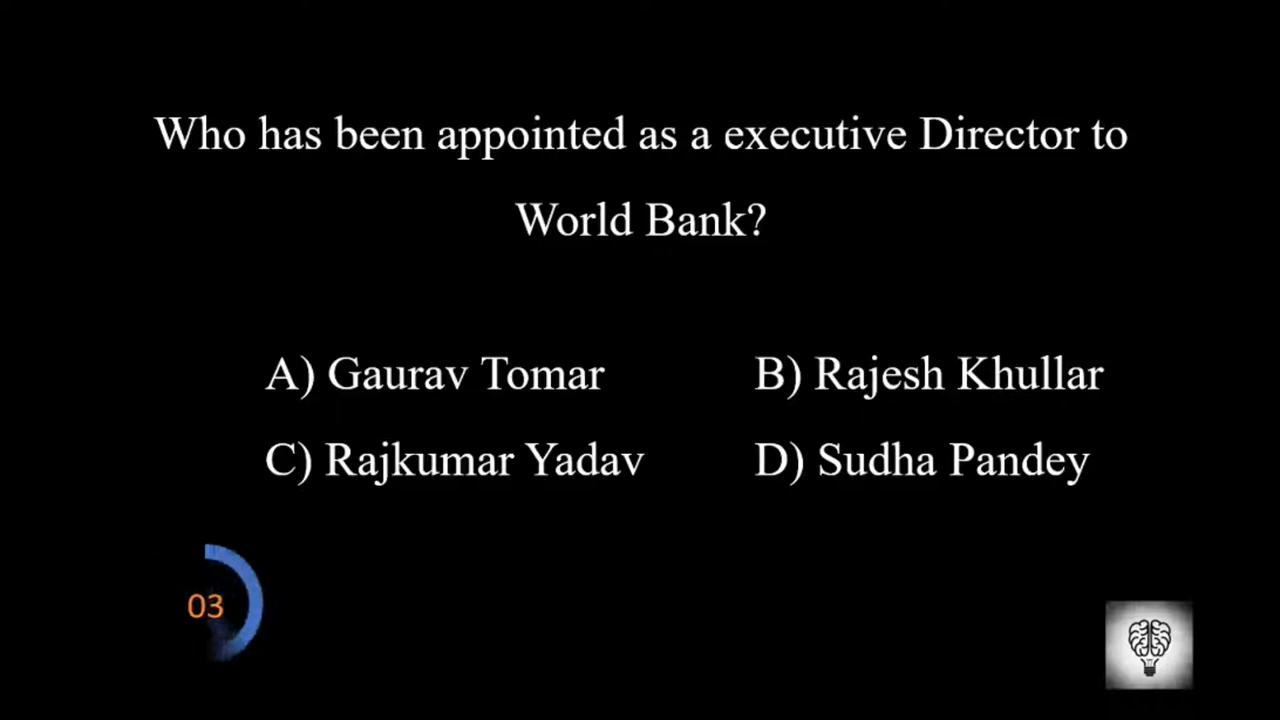 Who has been appointed as a executive Director to
World Bank?
A) Gaurav Tomar B) Rajesh Khullar
C) Rajkumar Yadav D) Sudha Pandey
03